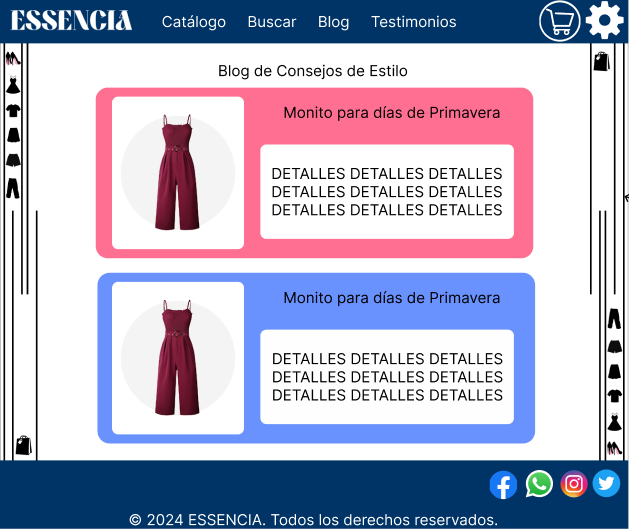 ESSENCIA Catálogo Buscar Blog Testimonios
Blog de Consejos de Estilo
Monito para días de Primavera
DETALLES DETALLES DETALLES
DETALLES DETALLES DETALLES
DETALLES DETALLES DETALLES
Monito para días de Primavera
DETALLES DETALLES DETALLES
DETALLES DETALLES DETALLES
DETALLES DETALLES DETALLES
© 2024 ESSENCIA. Todos los derechos reservados.